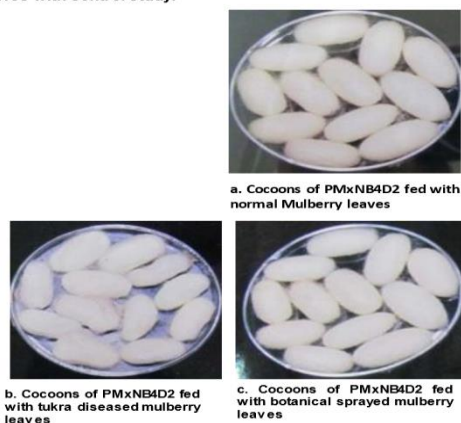 a. Cocoons of PMxNB4D2 fed with
normal Mulberry leaves
b. Cocoons of PMxNB4D2 fed
with tukra diseased mulberry
leaves
c. Cocoons of PMxNB4D2 fed
with botanical sprayed mulberry
leaves